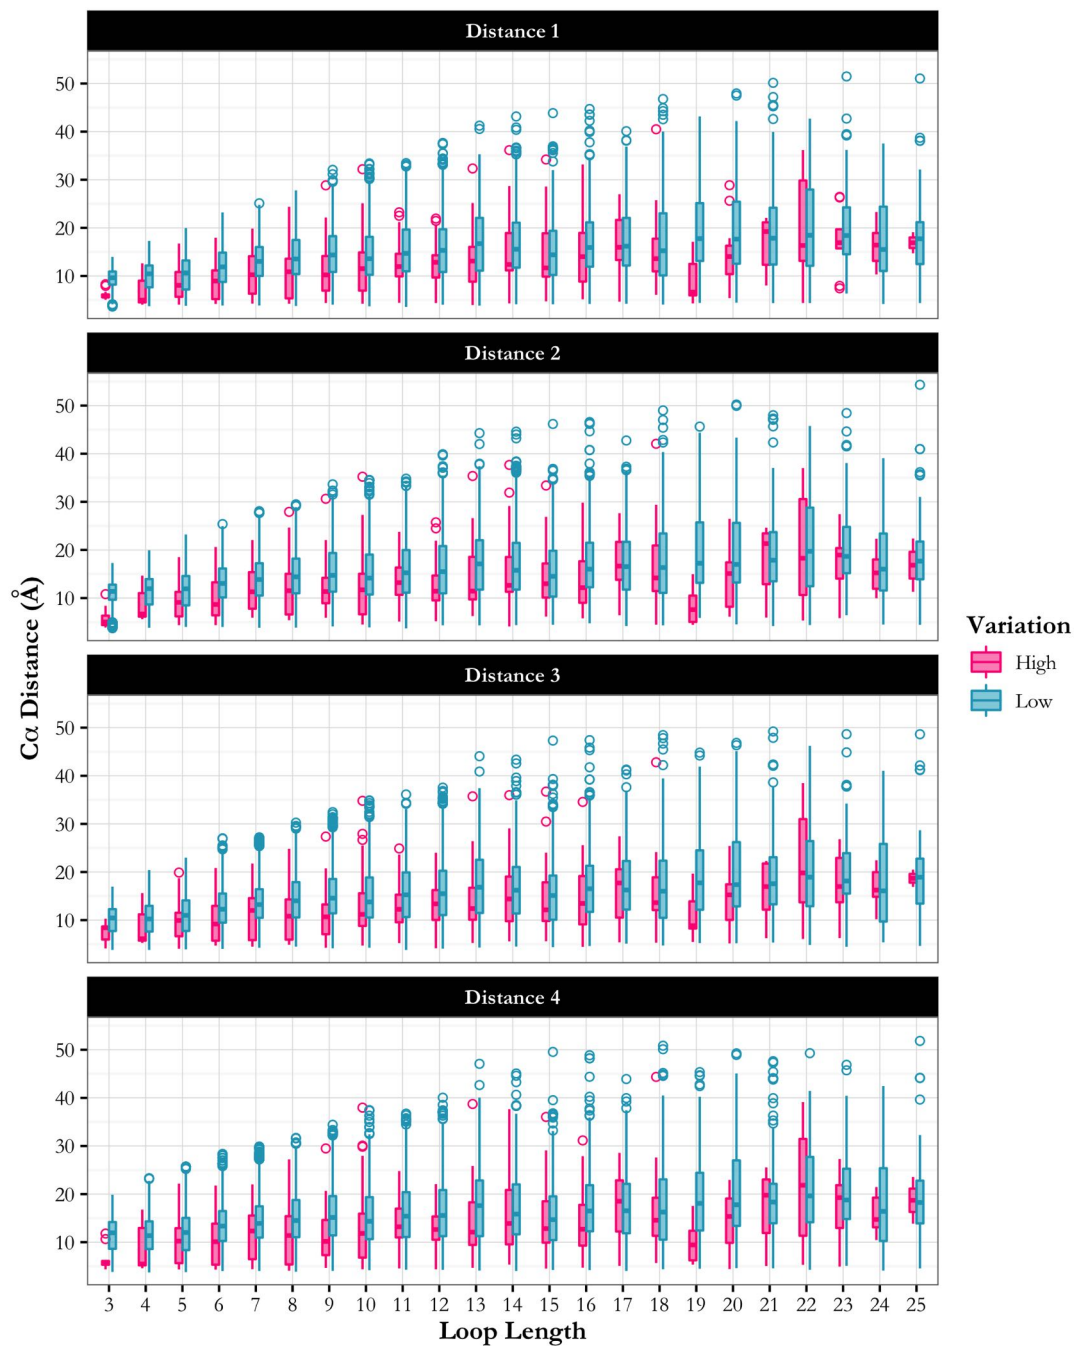 Distance 1
50
40
30
20
10
Distance 2
50
40
30
20
10
Distance 3
50
40
30
20
10
Distance 4
50
40
30
20
10
3 4 5 6 7 8 9 10 11 12 13 14 15 16 17 18 19 20 21 22 23 24 25
Loop Length
Cα Distance (Å)
Variation
High
Low